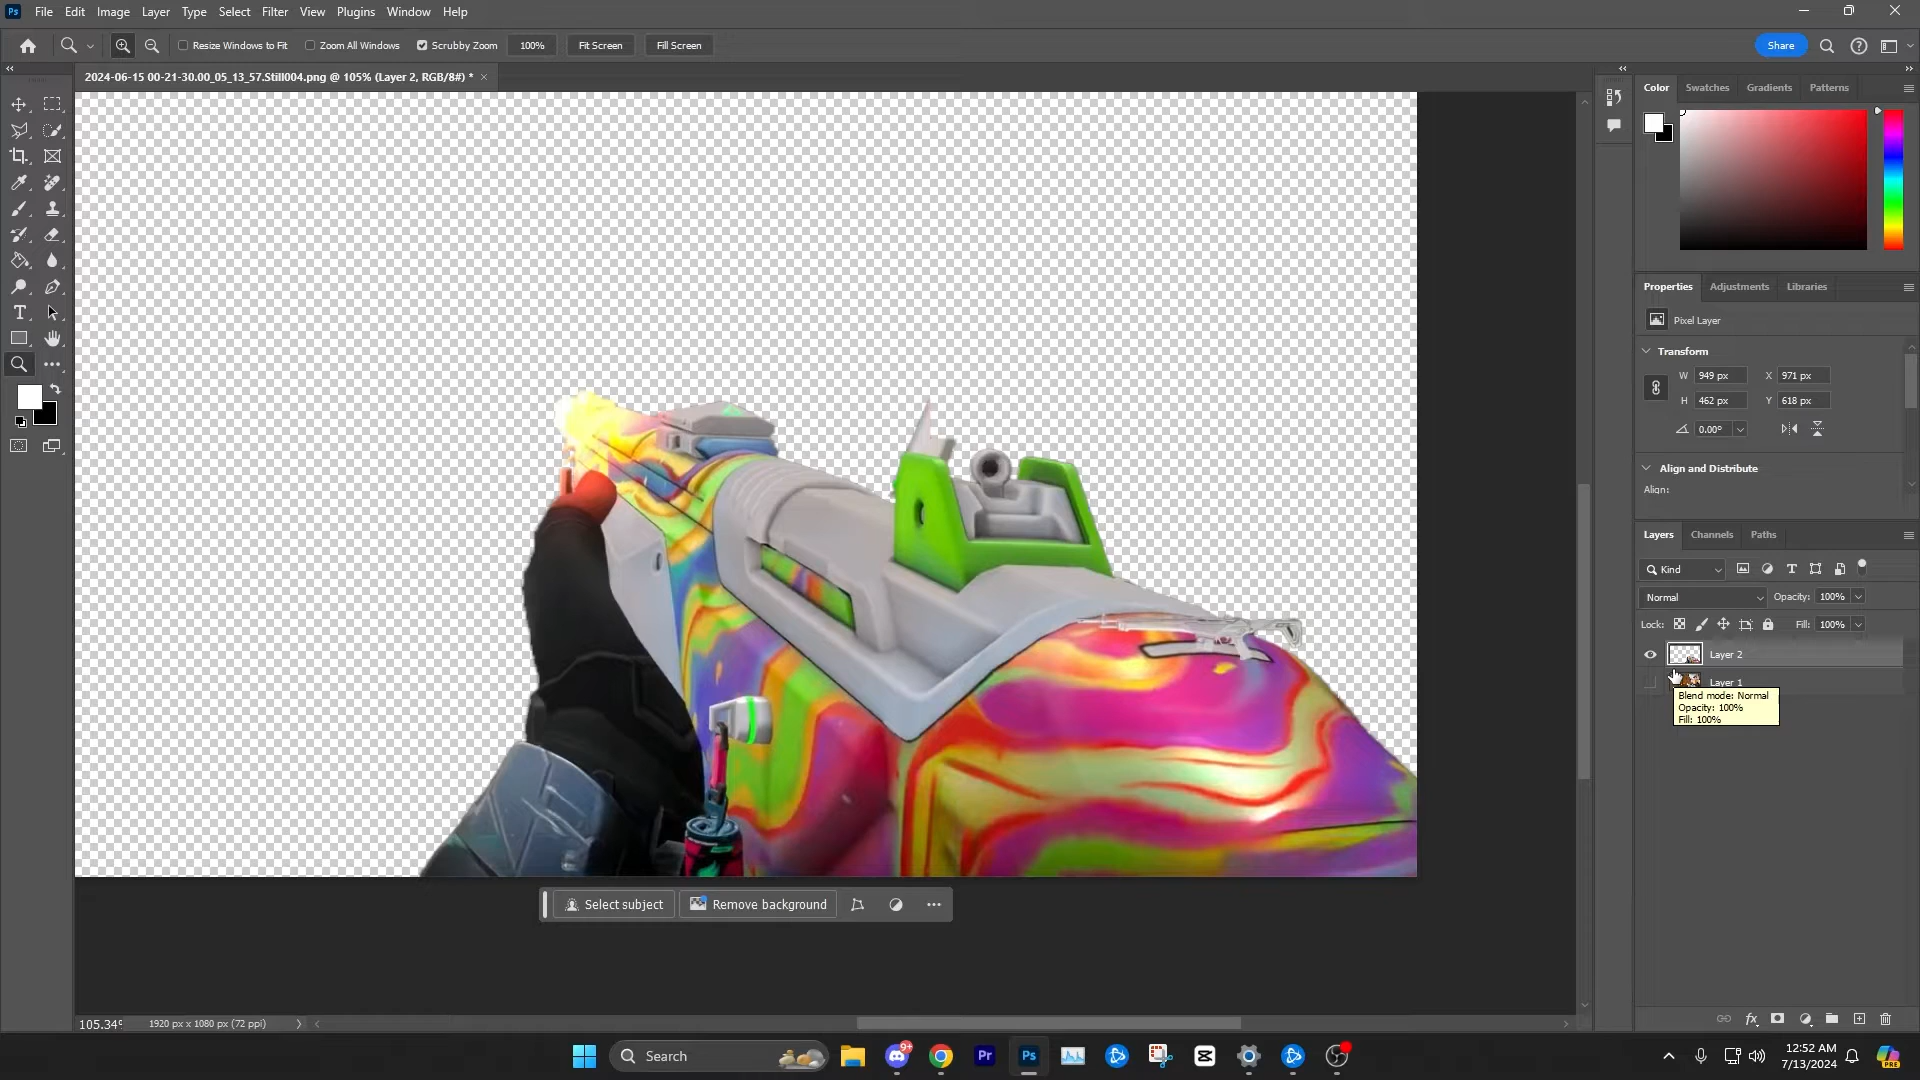 Ps File Edit Image Layer Type Select Filter View Plugins Window Help
Resize Windows to Fit Zoom All Windows Scrubby Zoom 100% Fit Screen Fill Screen Share
2024-06-15 00-21-30.00_05_13_57.Still004.png @ 105% (Layer 2, RGB/8#) *
Color Swatches Gradients Patterns
Properties Adjustments Libraries
Pixel Layer
Transform
W 949 px X 971 px
H 462 px Y 618 px
0.00°
Align and Distribute
Align:
Layers Channels Paths
Kind
Normal Opacity: 100%
Lock: Fill: 100%
Layer 2
Layer 1
Blend mode: Normal
Opacity: 100%
Fill: 100%
Select subject Remove background
105.34%
1920 px x 1080 px (72 ppi)
Search
9+
Pr
Ps
12:52 AM
7/13/2024
PRE